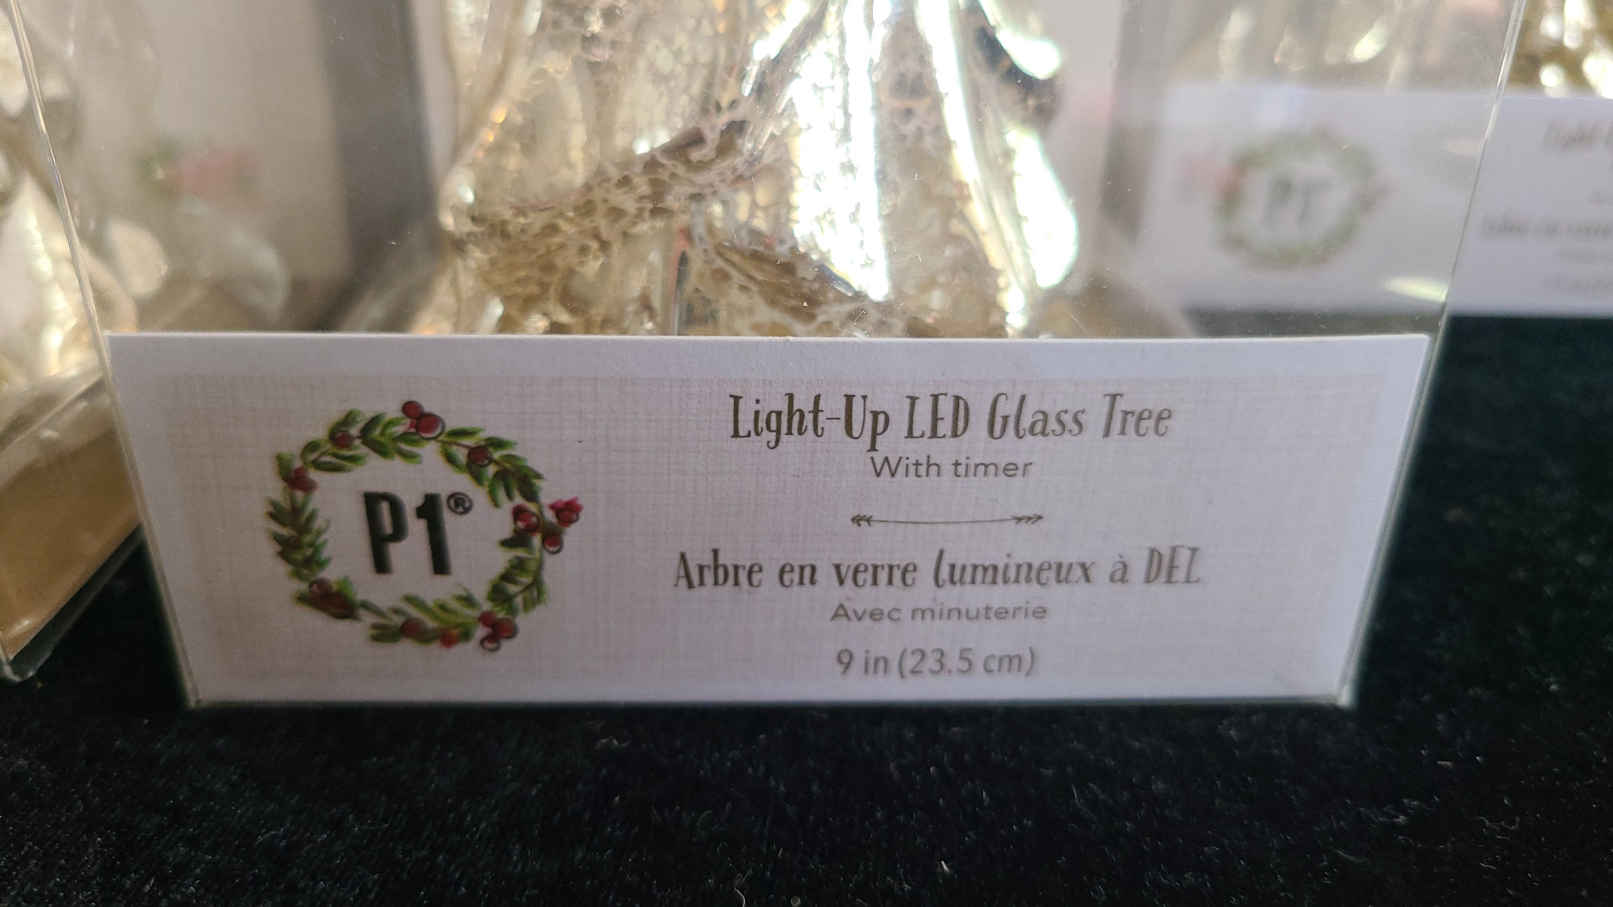 P1®
Light-Up LED Glass Tree
With timer
Arbre en verre lumineux à DEL
Avec minuterie
9 in (23.5 cm)
P1